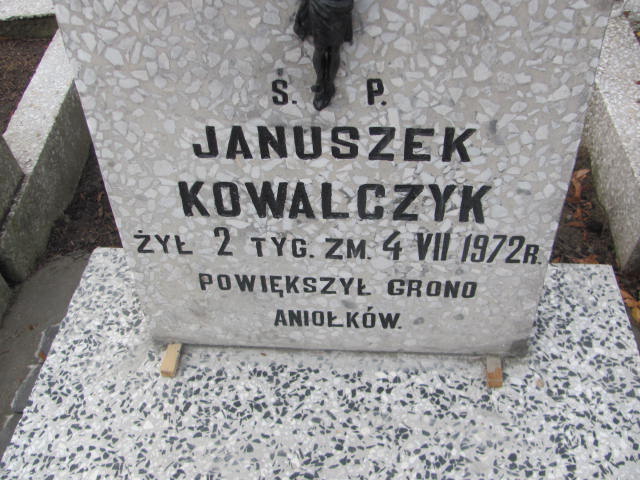 Ś. P.
JANUSZEK
KOWALCZYK
ŻYŁ 2 TYG. ZM. 4 VII 1972R.
POWIĘKSZYŁ GRONO
ANIOŁKÓW.